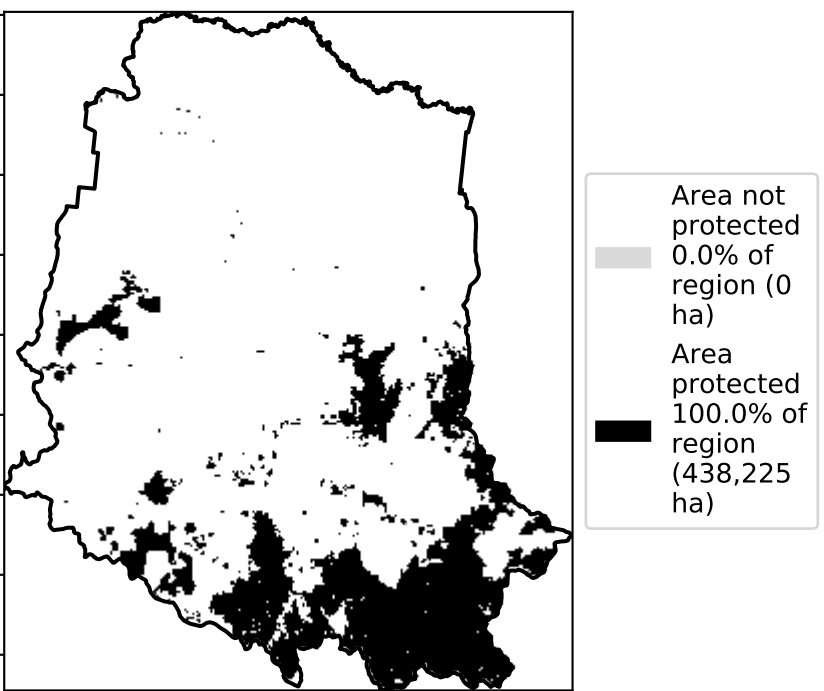 Area not
protected
0.0% of
region (0
ha)
Area
protected
100.0% of
region
(438,225
ha)